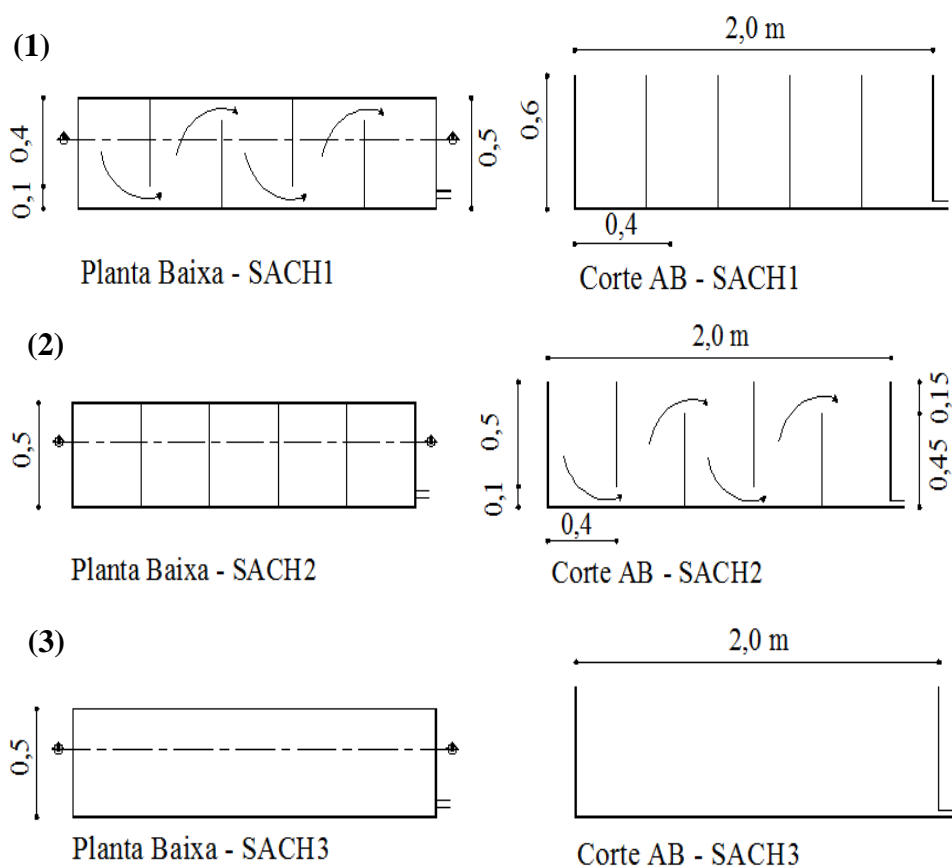 (1)
2,0 m
0,4
0,1
0,5
0,6
0,4
Planta Baixa - SACH1
Corte AB - SACH1
(2)
2,0 m
0,5
0,5
0,1
0,15
0,45
0,4
Planta Baixa - SACH2
Corte AB - SACH2
(3)
2,0 m
0,5
Planta Baixa - SACH3
Corte AB - SACH3